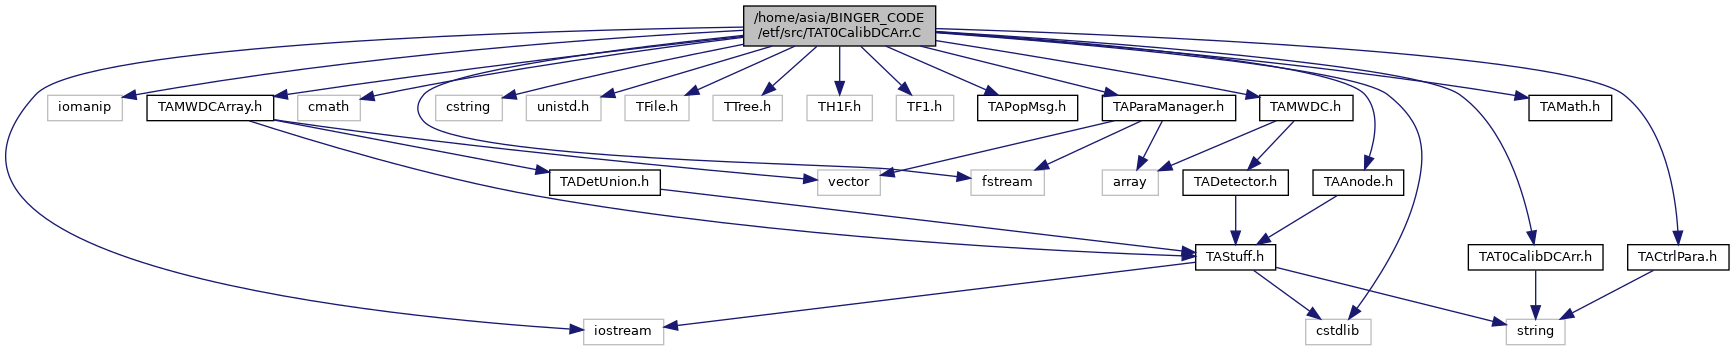 /home/asia/BINGER_CODE
/etf/src/TAT0CalibDCArr.C
iomanip
TAMWDCArray.h
cmath
cstring
unistd.h
TFile.h
TTree.h
TH1F.h
TF1.h
TAPopMsg.h
TAParaManager.h
TAMWDC.h
TAMath.h
TADetUnion.h
vector
fstream
array
TADetector.h
TAAnode.h
TAStuff.h
TAT0CalibDCArr.h
TACtrlPara.h
iostream
cstdlib
string